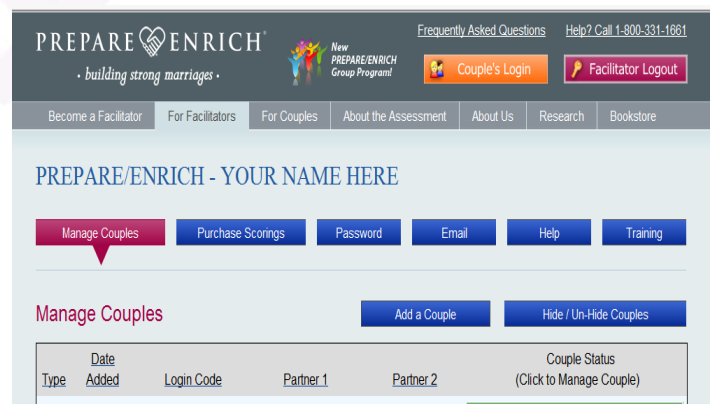 Frequently Asked Questions Help? Call 1-800-331-1661
PREPARE ENRICH®
· building strong marriages ·
New
PREPARE/ENRICH
Group Program!
Couple's Login
Facilitator Logout
Become a Facilitator For Facilitators For Couples About the Assessment About Us Research Bookstore
PREPARE/ENRICH - YOUR NAME HERE
Manage Couples Purchase Scorings Password Email Help Training
Manage Couples
Add a Couple Hide / Un-Hide Couples
Type Date Added Login Code Partner 1 Partner 2 Couple Status
(Click to Manage Couple)